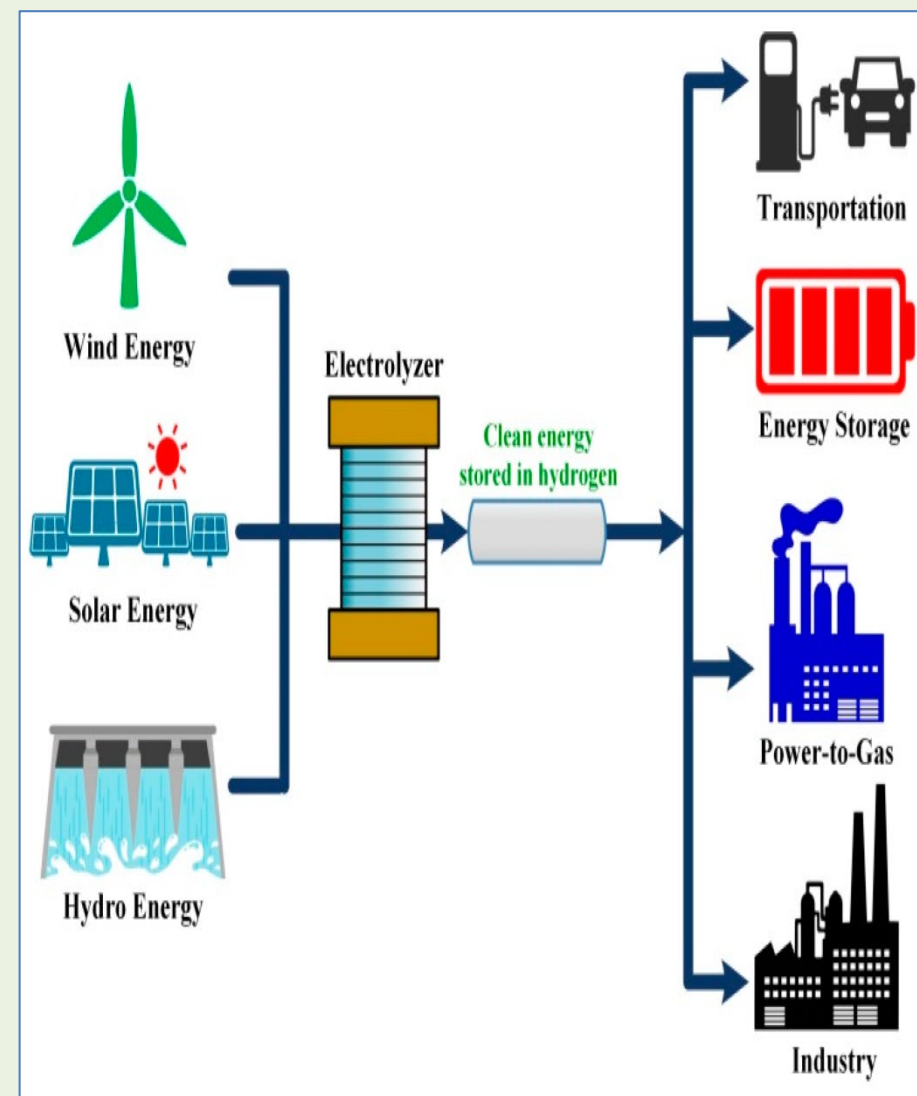 Wind Energy
Solar Energy
Hydro Energy
Electrolyzer
Clean energy
stored in hydrogen
Transportation
Energy Storage
Power-to-Gas
Industry